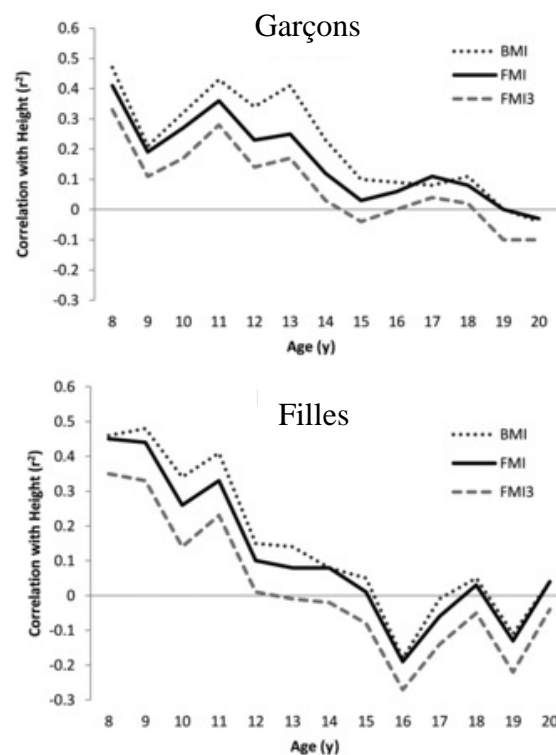 Garçons
0.6
0.5
0.4
0.3
0.2
0.1
0
-0.1
-0.2
-0.3
Correlation with Height (r²)
BMI
FMI
FMI3
8 9 10 11 12 13 14 15 16 17 18 19 20
Age (y)
Filles
0.6
0.5
0.4
0.3
0.2
0.1
0
-0.1
-0.2
-0.3
Correlation with Height (r²)
BMI
FMI
FMI3
8 9 10 11 12 13 14 15 16 17 18 19 20
Age (y)